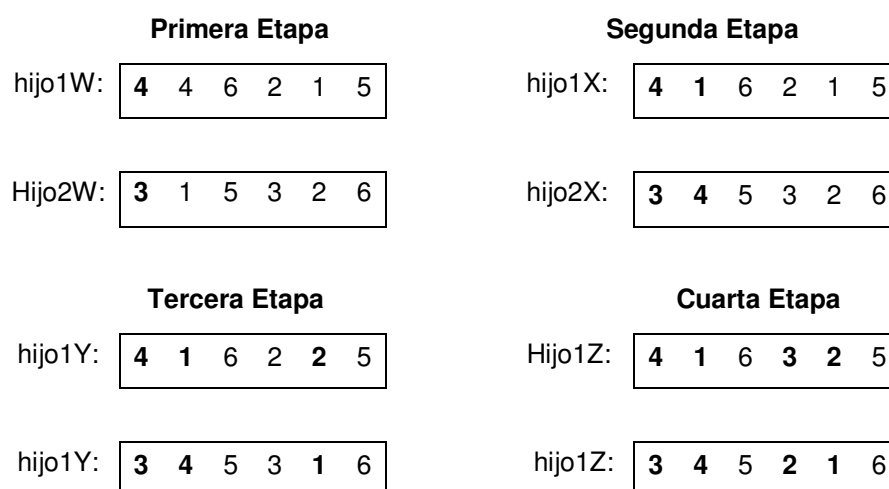 Primera Etapa
Segunda Etapa
hijo1W: 4 4 6 2 1 5
hijo1X: 4 1 6 2 1 5
Hijo2W: 3 1 5 3 2 6
hijo2X: 3 4 5 3 2 6
Tercera Etapa
Cuarta Etapa
hijo1Y: 4 1 6 2 2 5
Hijo1Z: 4 1 6 3 2 5
hijo1Y: 3 4 5 3 1 6
hijo1Z: 3 4 5 2 1 6